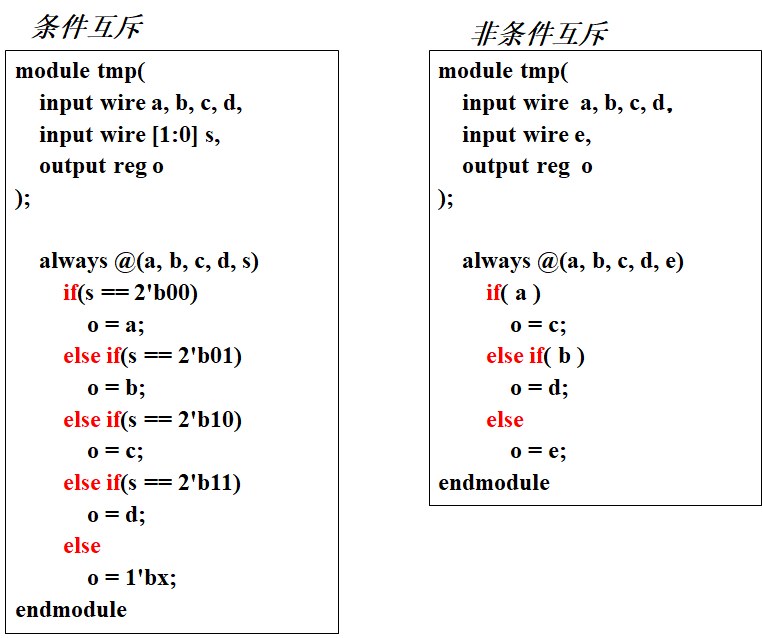 条件互斥
module tmp(
input wire a, b, c, d,
input wire [1:0] s,
output reg o
);
always @(a, b, c, d, s)
if(s == 2'b00)
o = a;
else if(s == 2'b01)
o = b;
else if(s == 2'b10)
o = c;
else if(s == 2'b11)
o = d;
else
o = 1'bx;
endmodule
非条件互斥
module tmp(
input wire a, b, c, d,
input wire e,
output reg o
);
always @(a, b, c, d, e)
if( a )
o = c;
else if( b )
o = d;
else
o = e;
endmodule